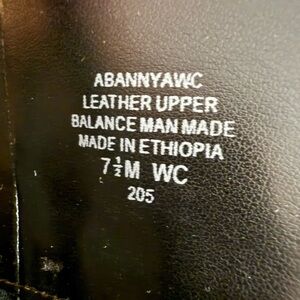 ABANNYAWC
LEATHER UPPER
BALANCE MAN MADE
MADE IN ETHIOPIA
7½M WC
205